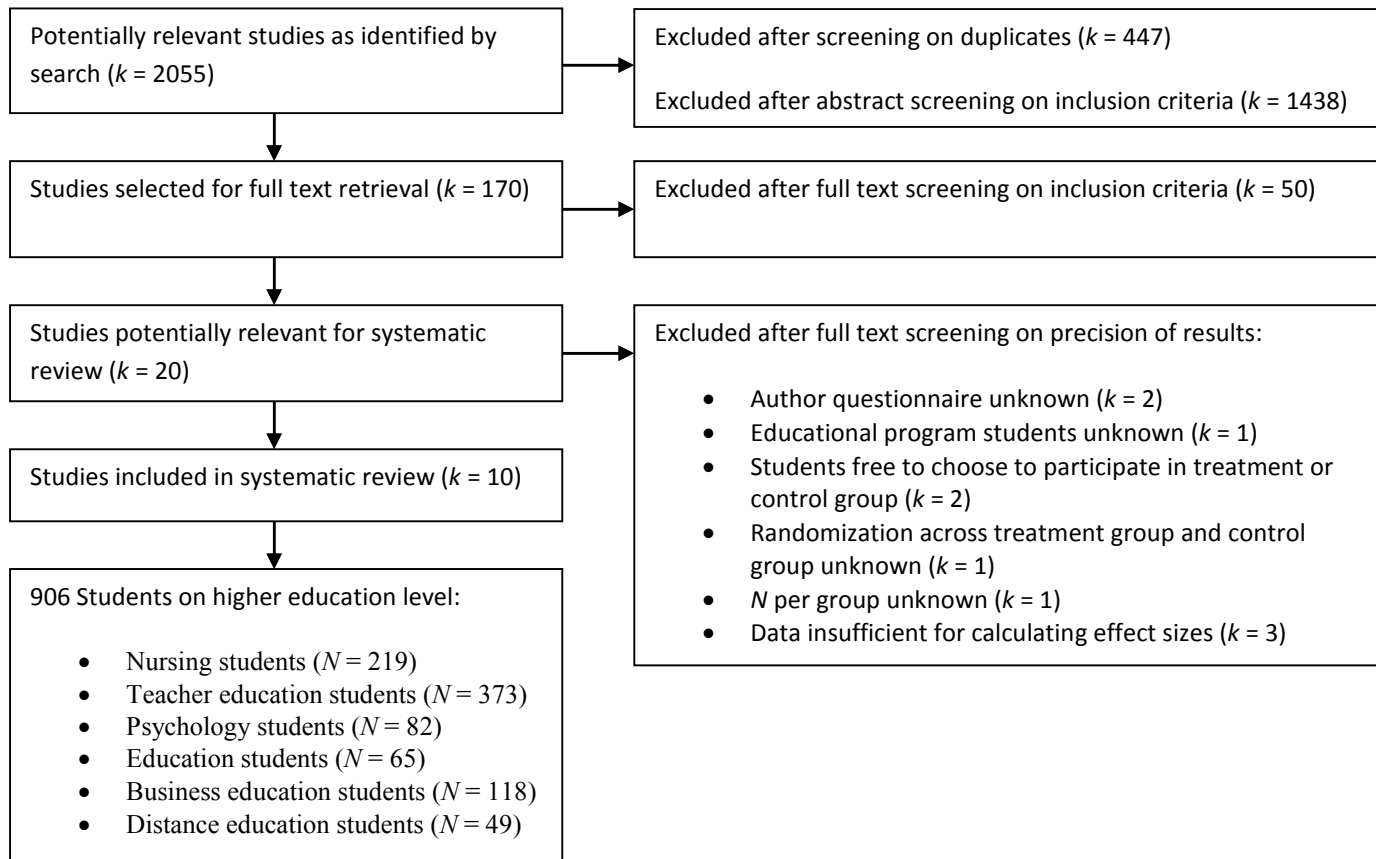 Potentially relevant studies as identified by
search (k = 2055)
Excluded after screening on duplicates (k = 447)
Excluded after abstract screening on inclusion criteria (k = 1438)
Studies selected for full text retrieval (k = 170)
Excluded after full text screening on inclusion criteria (k = 50)
Studies potentially relevant for systematic
review (k = 20)
Excluded after full text screening on precision of results:
• Author questionnaire unknown (k = 2)
• Educational program students unknown (k = 1)
• Students free to choose to participate in treatment or
control group (k = 2)
• Randomization across treatment group and control
group unknown (k = 1)
• N per group unknown (k = 1)
• Data insufficient for calculating effect sizes (k = 3)
Studies included in systematic review (k = 10)
906 Students on higher education level:
• Nursing students (N = 219)
• Teacher education students (N = 373)
• Psychology students (N = 82)
• Education students (N = 65)
• Business education students (N = 118)
• Distance education students (N = 49)